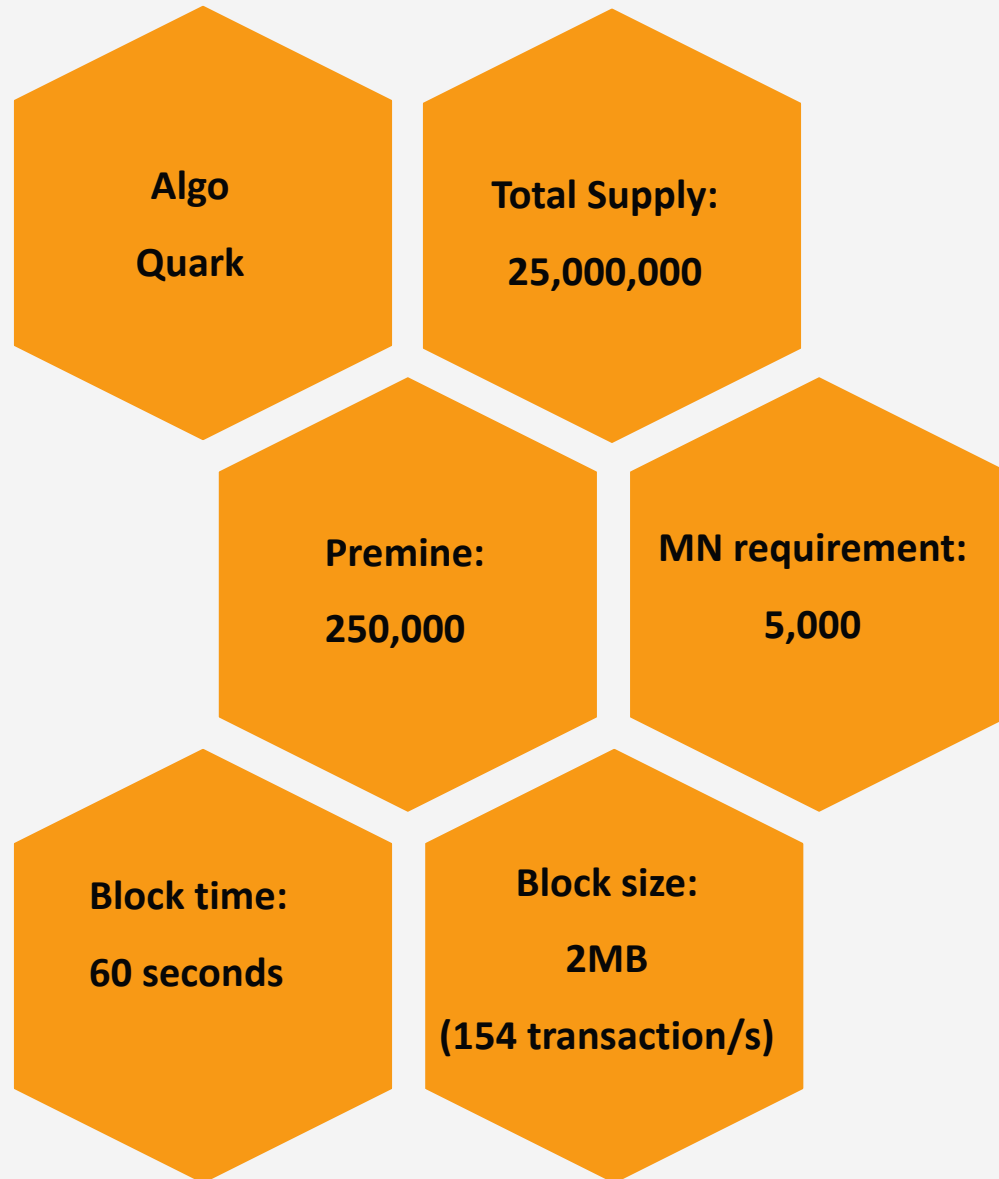 Algo
Quark
Total Supply:
25,000,000
Premine:
250,000
MN requirement:
5,000
Block time:
60 seconds
Block size:
2MB
(154 transaction/s)